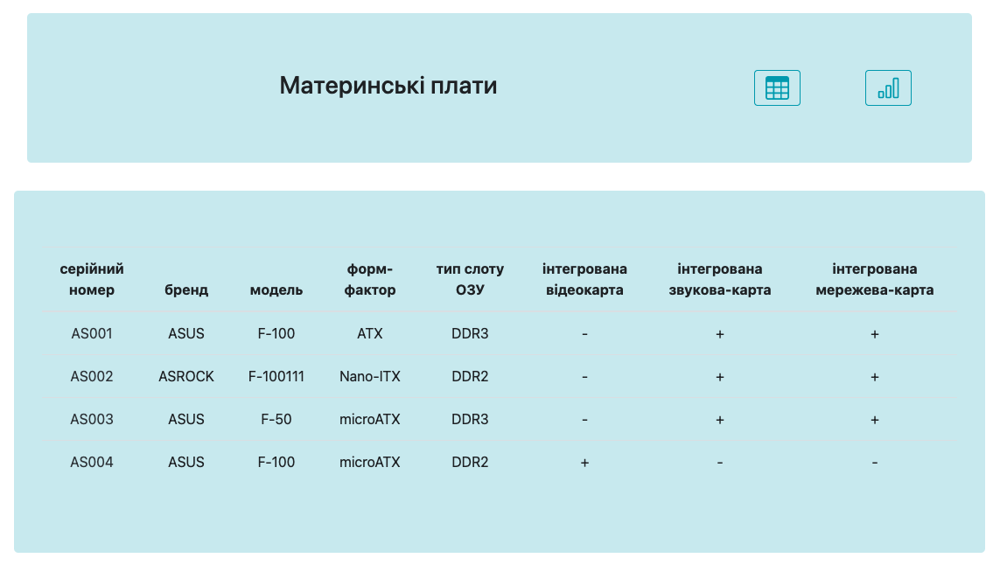 Материнські плати
серійний номер бренд модель форм-фактор тип слоту ОЗУ інтегрована відеокарта інтегрована звукова-карта інтегрована мережева-карта
AS001 ASUS F-100 ATX DDR3 - + +
AS002 ASROCK F-100111 Nano-ITX DDR2 - + +
AS003 ASUS F-50 microATX DDR3 - + +
AS004 ASUS F-100 microATX DDR2 + - -